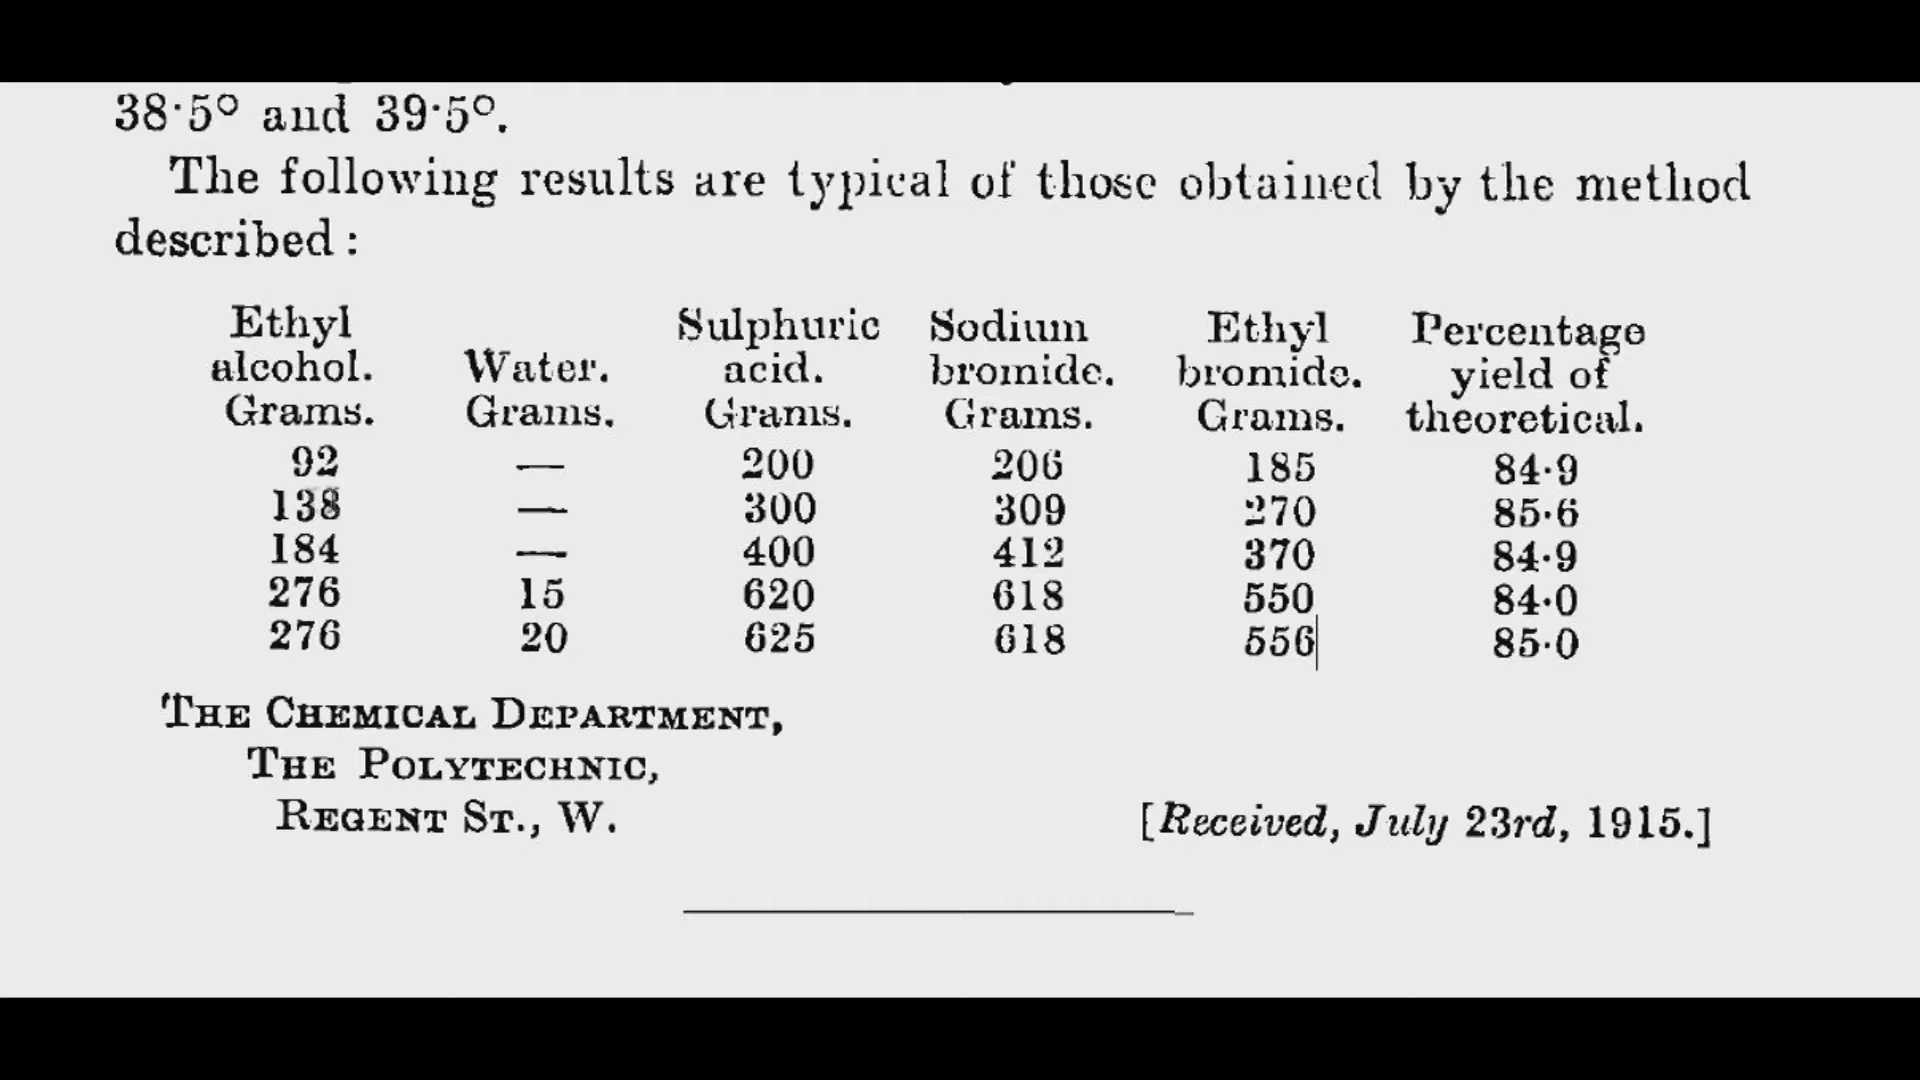 38·5° and 39·5°.
The following results are typical of those obtained by the method
described :
Ethyl alcohol. Grams. Water. Grams. Sulphuric acid. Grams. Sodium bromide. Grams. Ethyl bromide. Grams. Percentage yield of theoretical.
92 — 200 206 185 84·9
138 — 300 309 270 85·6
184 — 400 412 370 84·9
276 15 620 618 550 84·0
276 20 625 618 556 85·0
THE CHEMICAL DEPARTMENT,
THE POLYTECHNIC,
REGENT ST., W. [Received, July 23rd, 1915.]